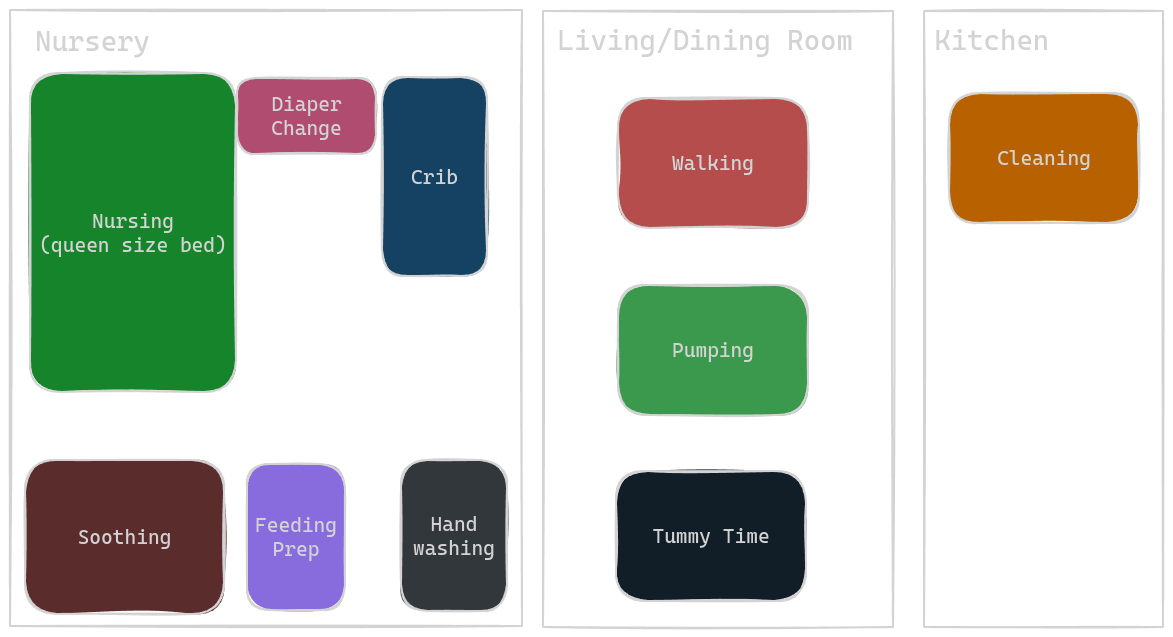 Nursery
Nursing
(queen size bed)
Diaper
Change
Crib
Soothing
Feeding
Prep
Hand
washing
Living/Dining Room
Walking
Pumping
Tummy Time
Kitchen
Cleaning